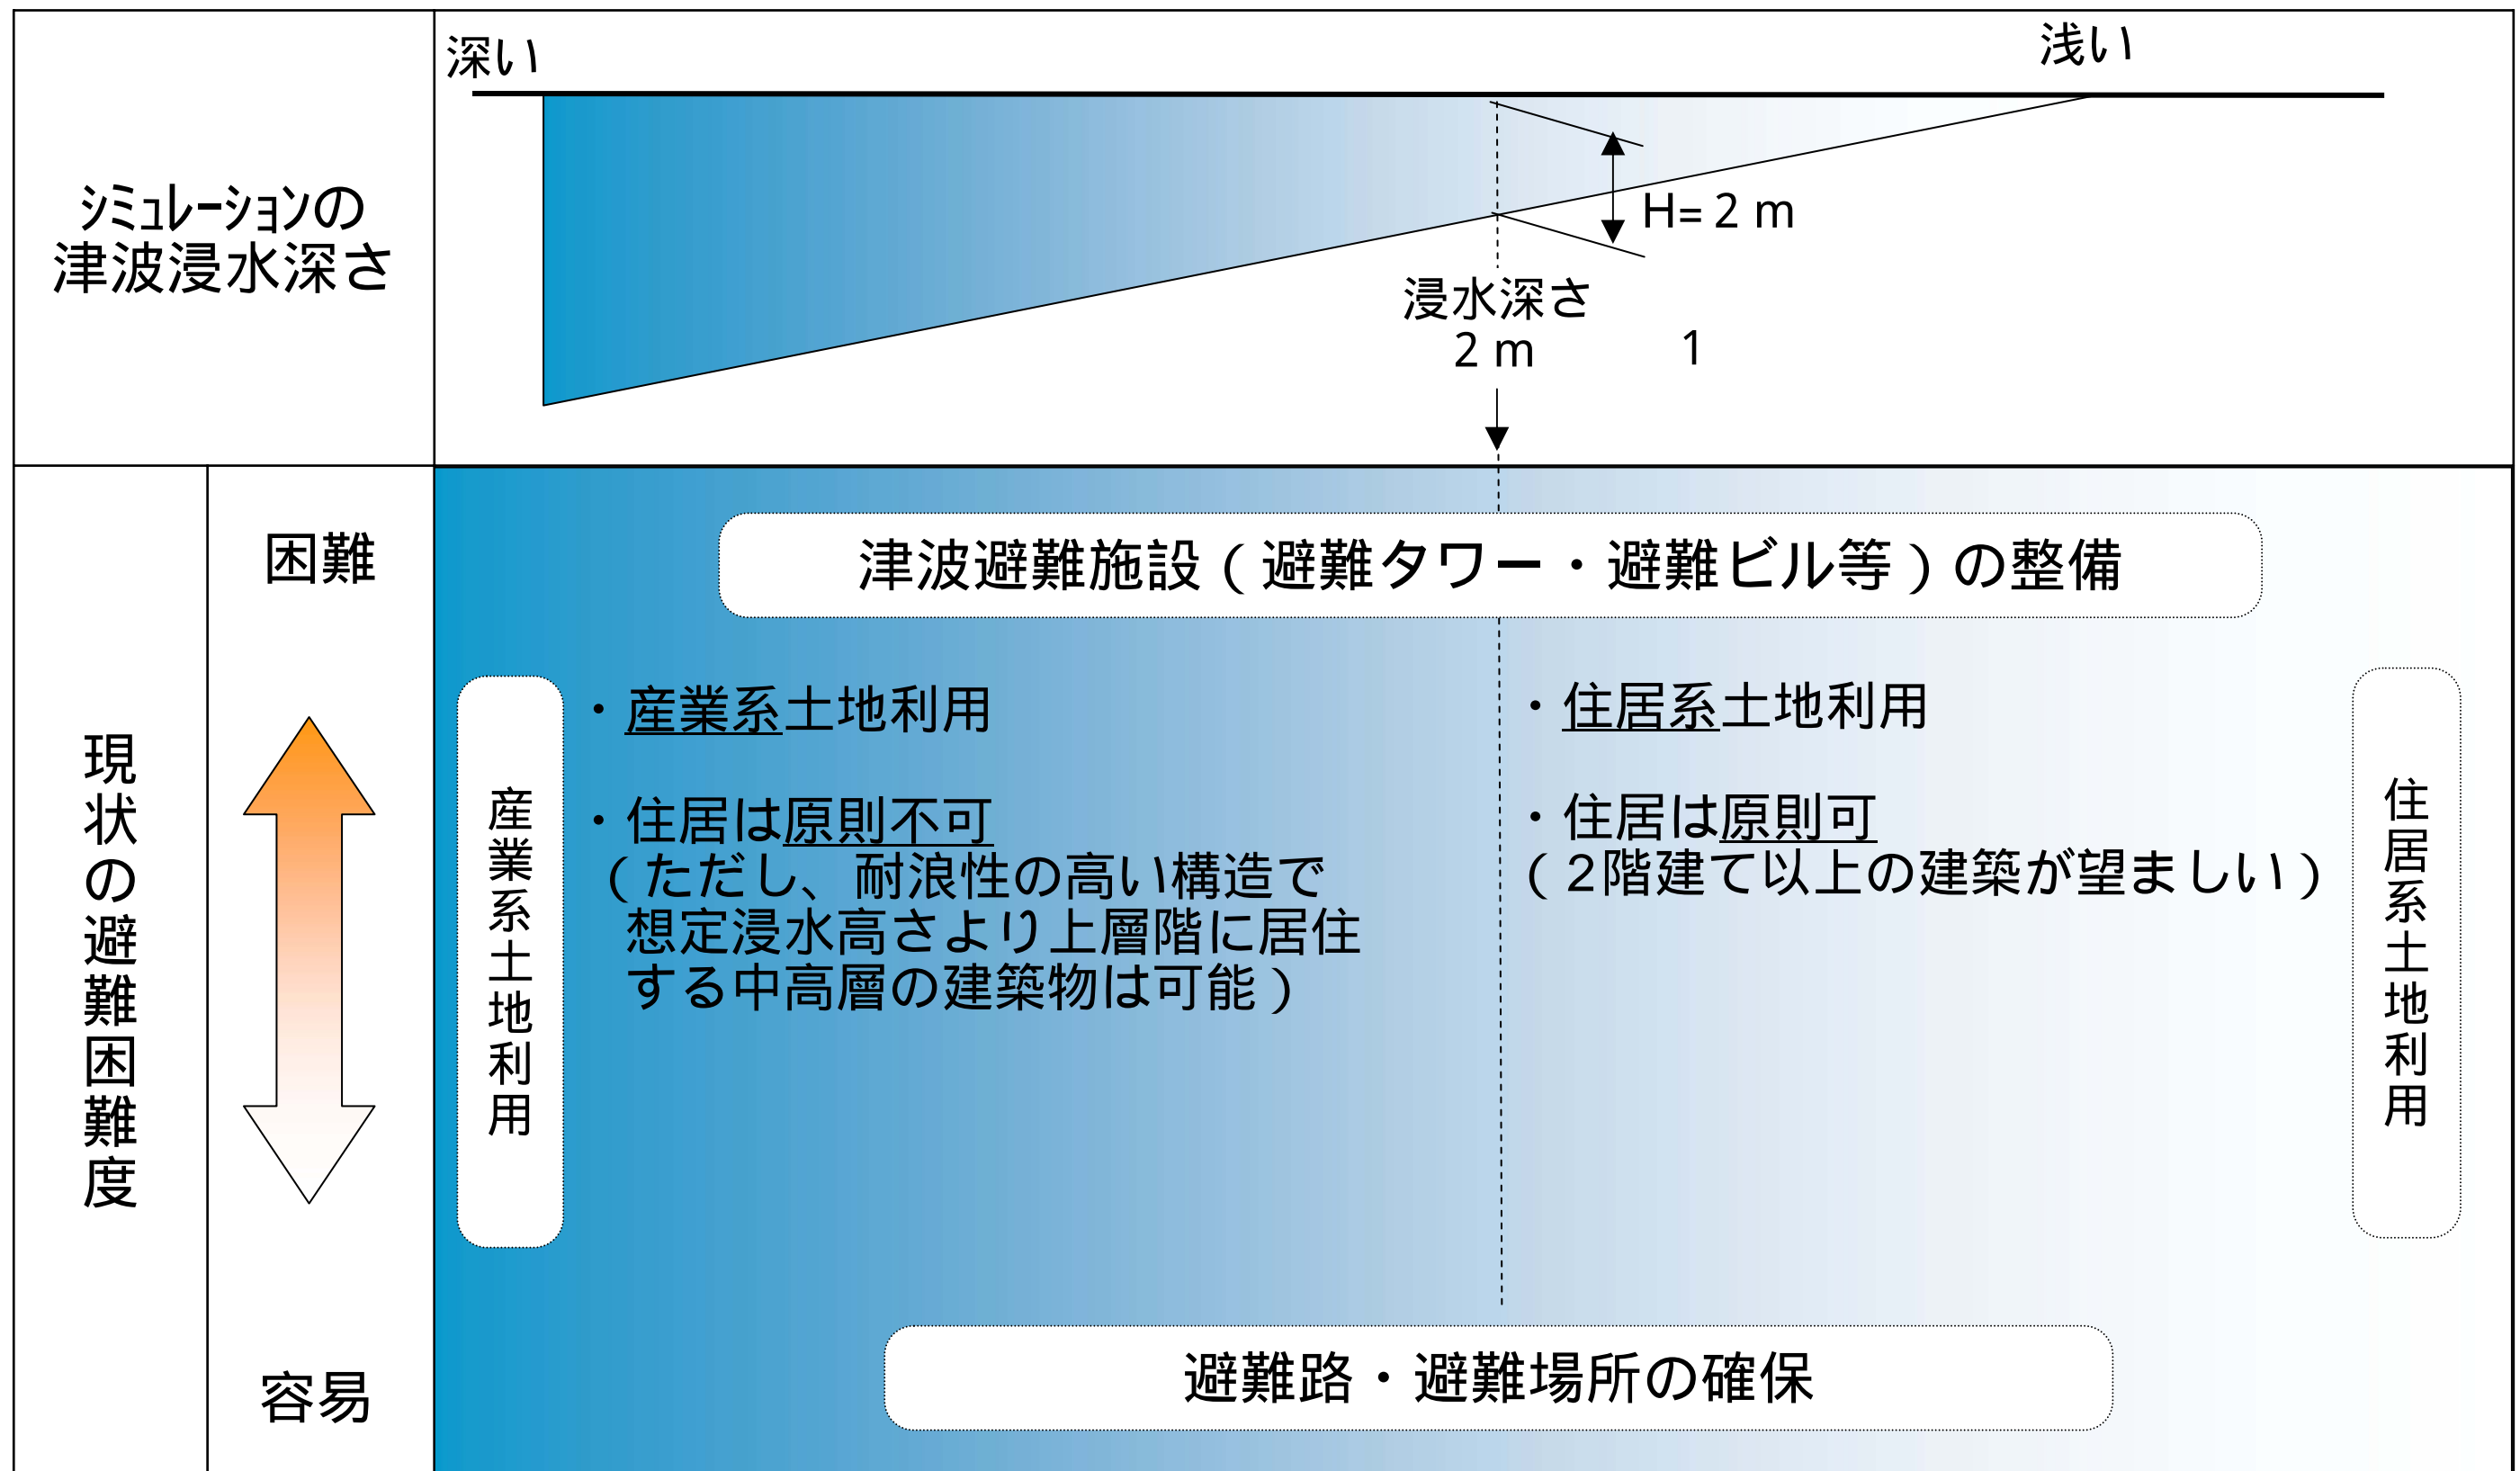 深い
浅い
ｼﾐｭﾚｰｼｮﾝの
津波浸水深さ
H=２m
浸水深さ
２m　　1
困難
津波避難施設（避難タワー・避難ビル等）の整備
現状の避難困難度
産業系土地利用
・産業系土地利用
・住居は原則不可
（ただし、耐浪性の高い構造で
想定浸水高さより上層階に居住
する中高層の建築物は可能）
・住居系土地利用
・住居は原則可
（２階建て以上の建築が望ましい）
住居系土地利用
容易
避難路・避難場所の確保